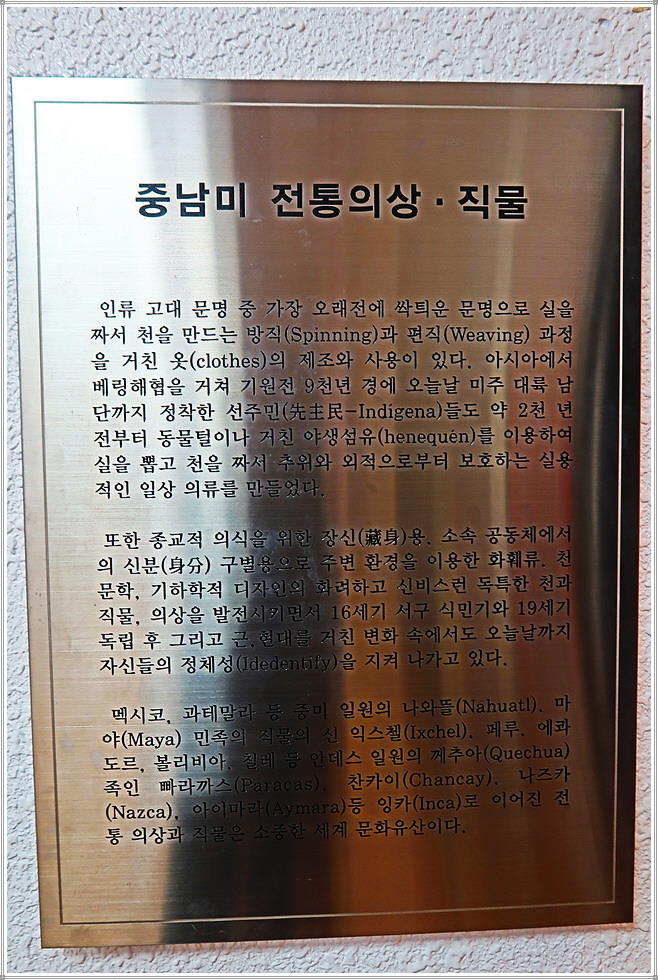 중남미 전통의상·직물
인류 고대 문명 중 가장 오래전에 싹틔운 문명으로 실을
짜서 천을 만드는 방직(Spinning)과 편직(Weaving) 과정
을 거친 옷(clothes)의 제조와 사용이 있다. 아시아에서
베링해협을 거쳐 기원전 9천년 경에 오늘날 미주 대륙 남
단까지 정착한 선주민(先主民-Indigena)들도 약 2천 년
전부터 동물털이나 거친 야생섬유(henequén)를 이용하여
실을 뽑고 천을 짜서 추위와 외적으로부터 보호하는 실용
적인 일상 의류를 만들었다.
또한 종교적 의식을 위한 장신(藏身)용, 소속 공동체에서
의 신분(身分) 구별용으로 주변 환경을 이용한 화훼류, 천
문학, 기하학적 디자인의 화려하고 신비스런 독특한 천과
직물, 의상을 발전시키면서 16세기 서구 식민기와 19세기
독립 후 그리고 근,현대를 거친 변화 속에서도 오늘날까지
자신들의 정체성(Idedentify)을 지켜 나가고 있다.
멕시코, 과테말라 등 중미 일원의 나와뜰(Nahuatl), 마
야(Maya) 민족의 직물의 신 익스첼(Ixchel), 페루, 에콰
도르, 볼리비아, 칠레 등 안데스 일원의 께추아(Quechua)
족인 빠라까스(Paracas), 찬카이(Chancay), 나즈카
(Nazca), 아이마라(Aymara)등 잉카(Inca)로 이어진 전
통 의상과 직물은 소중한 세계 문화유산이다.